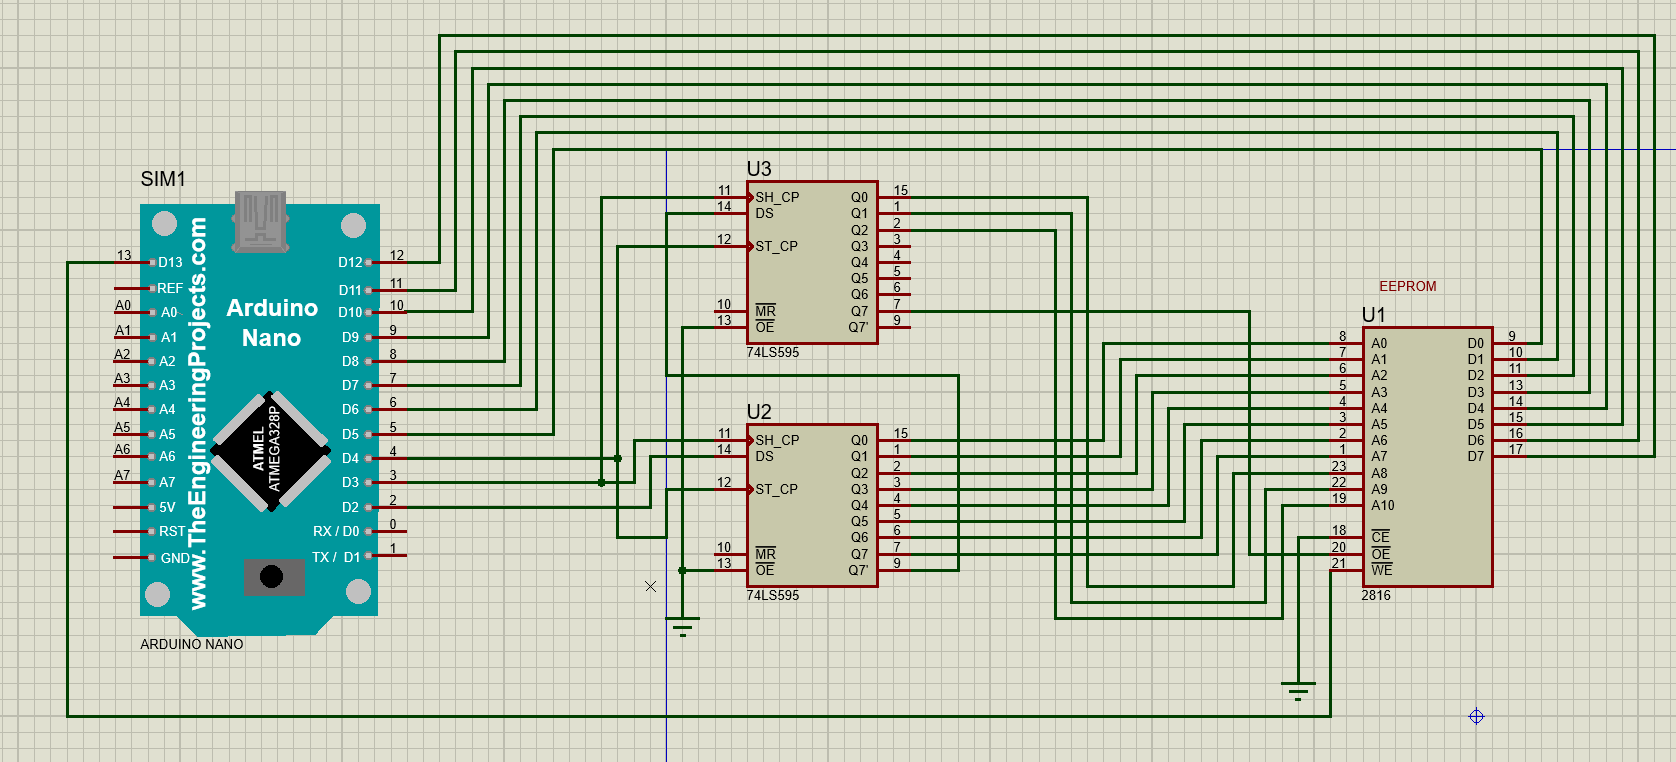 SIM1
13
D13
REF
A0
A0
A1
A1
A2
A2
A3
A3
A4
A4
A5
A5
A6
A6
A7
A7
5V
RST
GND
www.TheEngineeringProjects.com
Arduino
Nano
ATMEL
ATMEGA328P
D12
12
D11
11
D10
10
D9
9
D8
8
D7
7
D6
6
D5
5
D4
4
D3
3
D2
2
RX / D0
0
TX / D1
1
ARDUINO NANO
U3
11
SH_CP
14
DS
12
ST_CP
10
MR
13
OE
Q0
15
Q1
1
Q2
2
Q3
3
Q4
4
Q5
5
Q6
6
Q7
7
Q7'
9
74LS595
U2
11
SH_CP
14
DS
12
ST_CP
10
MR
13
OE
Q0
15
Q1
1
Q2
2
Q3
3
Q4
4
Q5
5
Q6
6
Q7
7
Q7'
9
74LS595
EEPROM
U1
8
A0
7
A1
6
A2
5
A3
4
A4
3
A5
2
A6
1
A7
23
A8
22
A9
19
A10
18
CE
20
OE
21
WE
D0
9
D1
10
D2
11
D3
13
D4
14
D5
15
D6
16
D7
17
2816